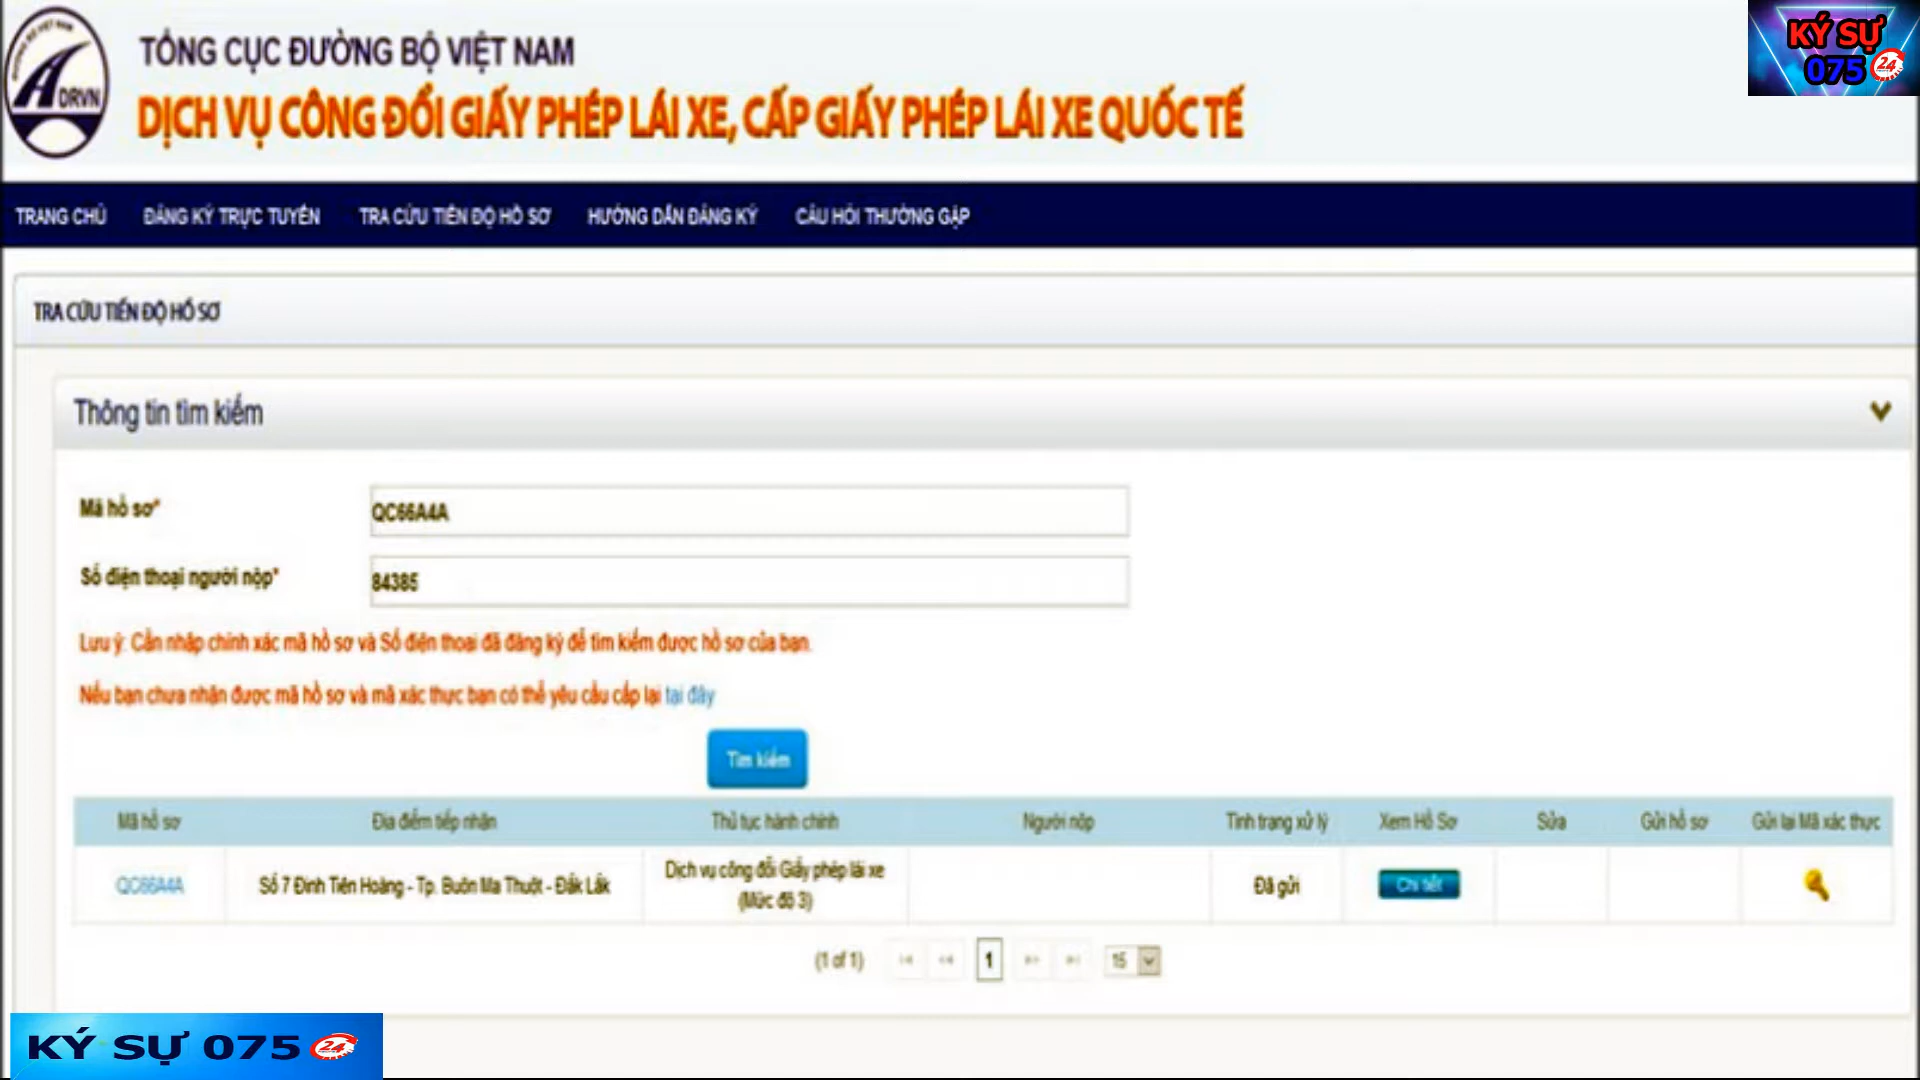 TỔNG CỤC ĐƯỜNG BỘ VIỆT NAM
DỊCH VỤ CÔNG ĐỔI GIẤY PHÉP LÁI XE, CẤP GIẤY PHÉP LÁI XE QUỐC TẾ
DRVN
KÝ SỰ
075 24
TRANG CHỦ ĐĂNG KÝ TRỰC TUYẾN TRA CỨU TIẾN ĐỘ HỒ SƠ HƯỚNG DẪN ĐĂNG KÝ CÂU HỎI THƯỜNG GẶP
TRA CỨU TIẾN ĐỘ HỒ SƠ
Thông tin tìm kiếm
Mã hồ sơ* QC66A4A
Số điện thoại người nộp* 84385
Lưu ý: Cần nhập chính xác mã hồ sơ và Số điện thoại đã đăng ký để tìm kiếm được hồ sơ của bạn.
Nếu bạn chưa nhận được mã hồ sơ và mã xác thực bạn có thể yêu cầu cấp lại tại đây
Tìm kiếm
Mã hồ sơ Địa điểm tiếp nhận Thủ tục hành chính Người nộp Tình trạng xử lý Xem Hồ Sơ Sửa Gửi hồ sơ Gửi lại Mã xác thực
QC66A4A Số 7 Đinh Tiên Hoàng - Tp. Buôn Ma Thuột - Đắk Lắk Dịch vụ công đổi Giấy phép lái xe (Mức độ 3) Đã gửi Chi tiết
(1 of 1) 1 15
KÝ SỰ 075 24